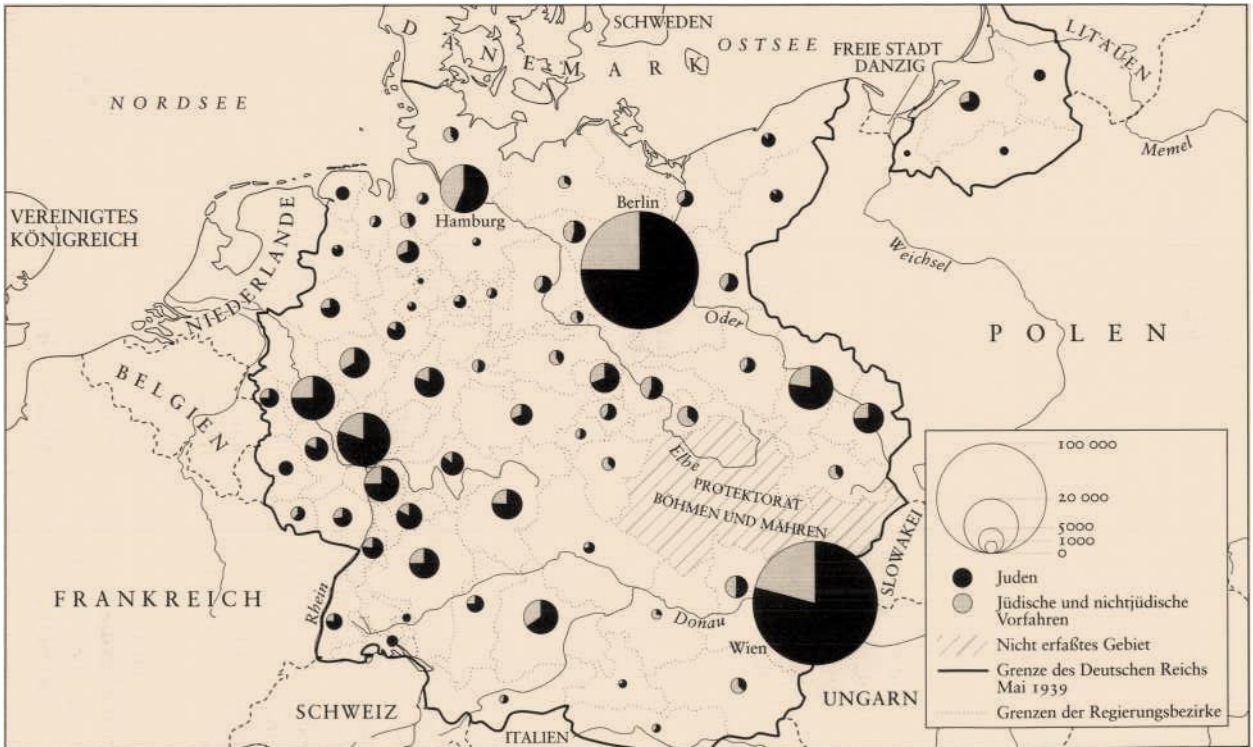 SCHWEDEN
OSTSEE
DÄNEMARK
FREIE STADT
DANZIG
LITAUEN
NORDSEE
Memel
VEREINIGTES
KÖNIGREICH
NIEDERLANDE
Hamburg
Berlin
Weichsel
Oder
POLEN
BELGIEN
Elbe
PROTEKTORAT
BÖHMEN UND MÄHREN
SLOWAKEI
FRANKREICH
Rhein
Donau
Wien
UNGARN
SCHWEIZ
ITALIEN
100 000
20 000
5000
1000
0
Juden
Jüdische und nichtjüdische
Vorfahren
Nicht erfaßtes Gebiet
Grenze des Deutschen Reichs
Mai 1939
Grenzen der Regierungsbezirke